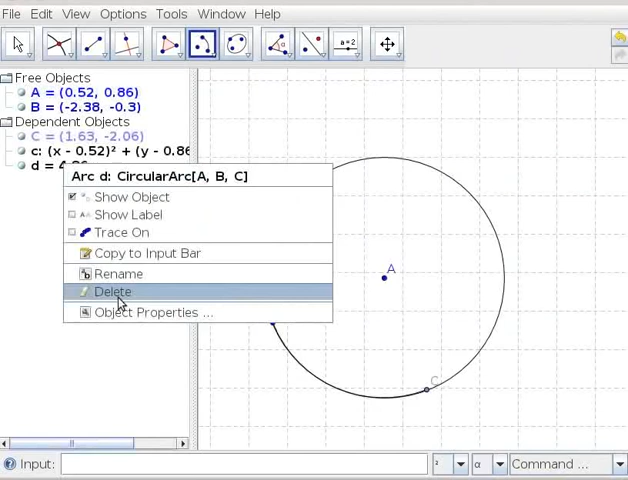 File Edit View Options Tools Window Help
a=2
Free Objects
A = (0.52, 0.86)
B = (-2.38, -0.3)
Dependent Objects
C = (1.63, -2.06)
c: (x - 0.52)² + (y - 0.86
d = 4.86
Arc d: CircularArc[A, B, C]
Show Object
Show Label
Trace On
Copy to Input Bar
Rename
Delete
Object Properties ...
A
C
Input: ² α Command ...